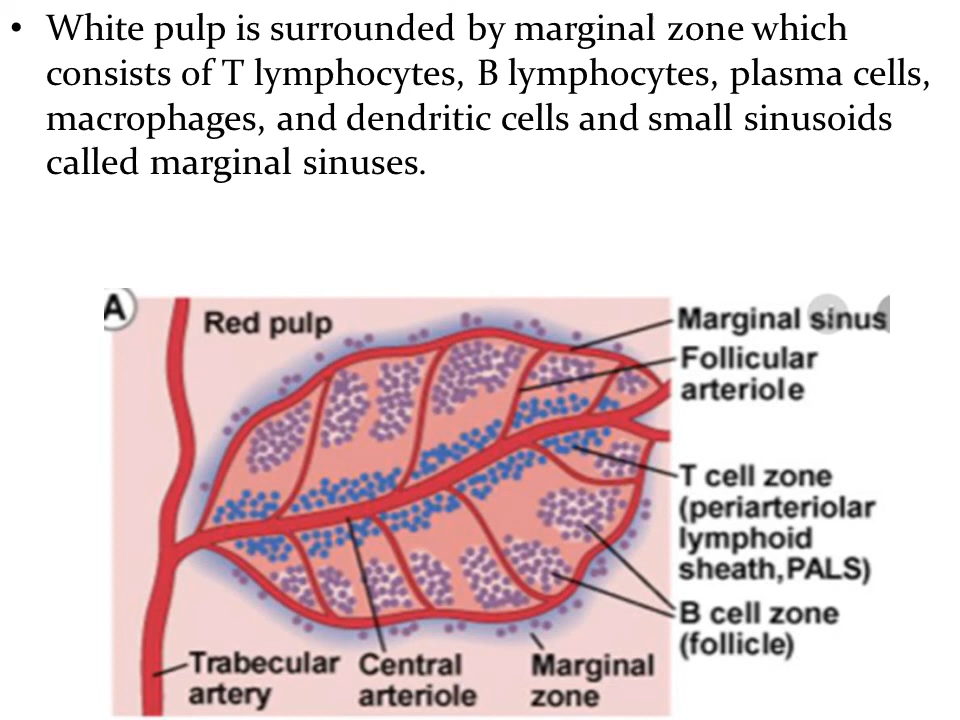 • White pulp is surrounded by marginal zone which
consists of T lymphocytes, B lymphocytes, plasma cells,
macrophages, and dendritic cells and small sinusoids
called marginal sinuses.
A
Red pulp
Marginal sinus
Follicular
arteriole
T cell zone
(periarteriolar
lymphoid
sheath,PALS)
B cell zone
(follicle)
Trabecular
artery
Central
arteriole
Marginal
zone